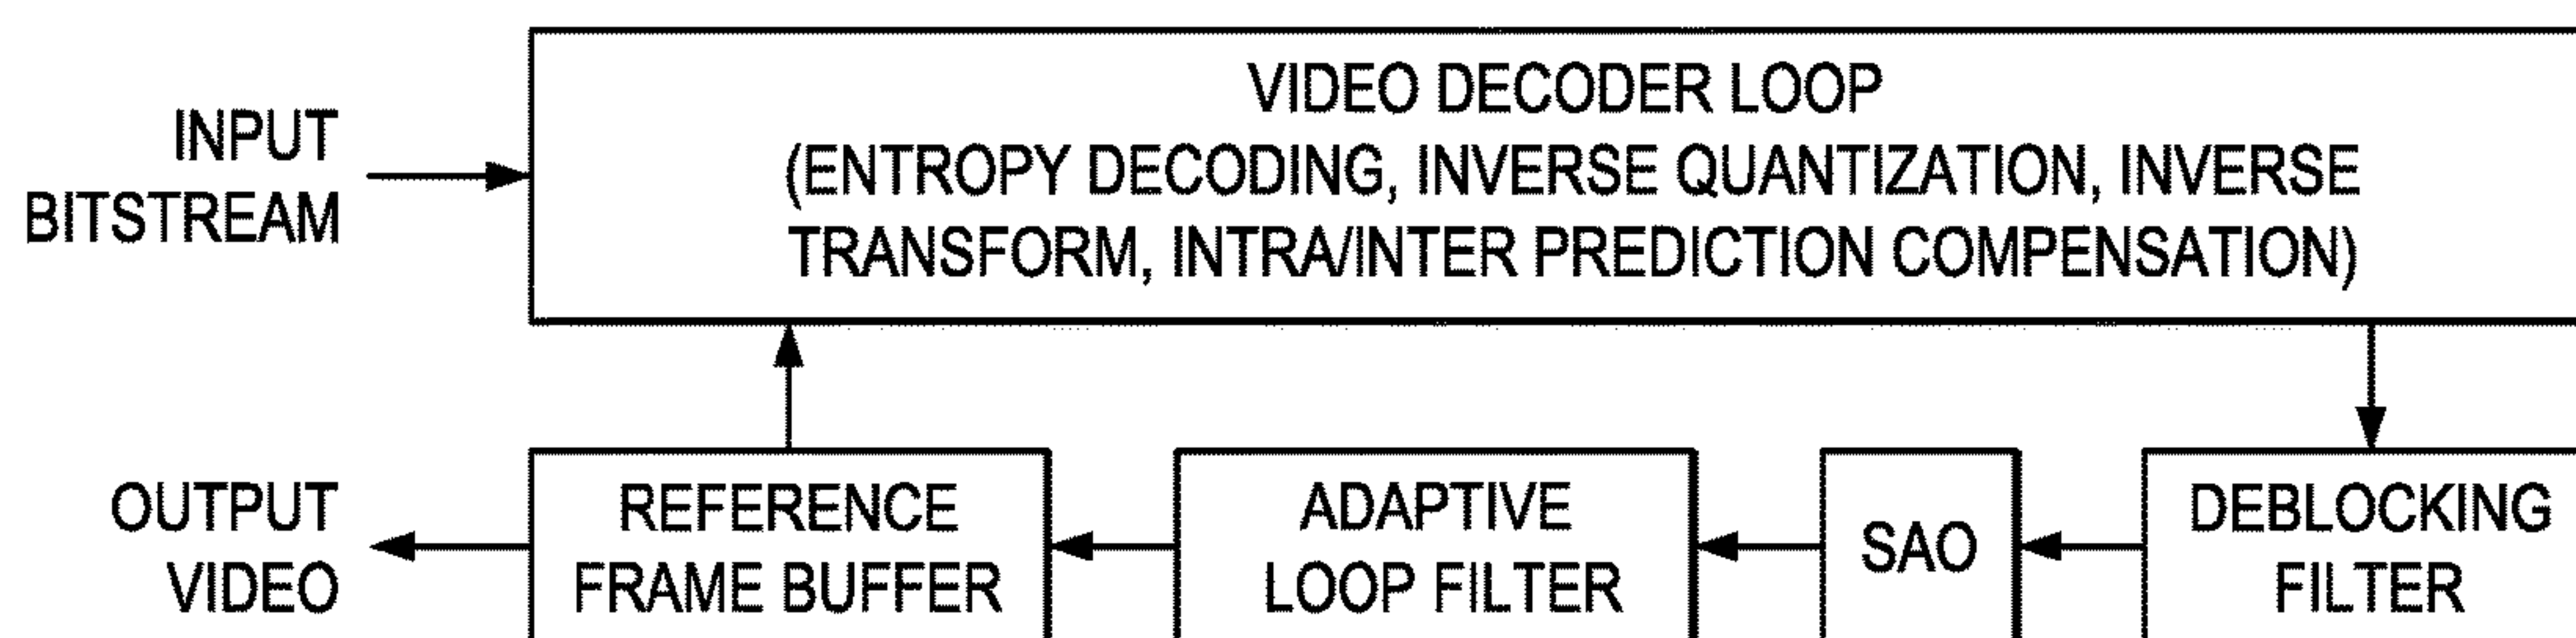 INPUT
BITSTREAM
VIDEO DECODER LOOP
(ENTROPY DECODING, INVERSE QUANTIZATION, INVERSE
TRANSFORM, INTRA/INTER PREDICTION COMPENSATION)
OUTPUT
VIDEO
REFERENCE
FRAME BUFFER
ADAPTIVE
LOOP FILTER
SAO
DEBLOCKING
FILTER